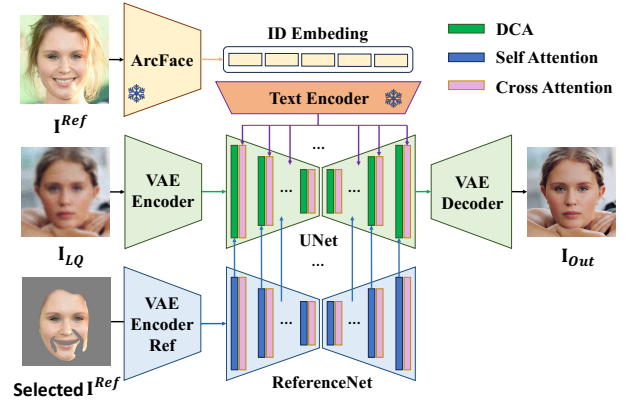 ArcFace
ID Embeding
DCA
Self Attention
Cross Attention
Text Encoder
I^Ref
...
VAE
Encoder
... ...
UNet
VAE
Decoder
I_LQ
I_Out
...
VAE
Encoder
Ref
... ...
ReferenceNet
Selected I^Ref